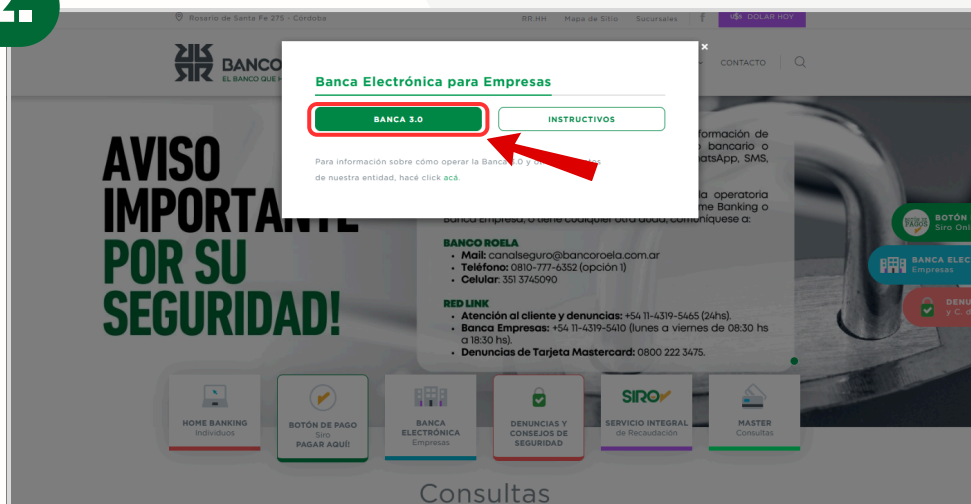 Rosario de Santa Fe 275 - Córdoba
RR.HH Mapa de Sitio Sucursales f DOLAR HOY
BANCO
EL BANCO QUE
CONTACTO
×
Banca Electrónica para Empresas
BANCA 3.0
INSTRUCTIVOS
Para información sobre cómo operar la Banca 3.0 y
de nuestra entidad, hacé click acá.
AVISO
POR SU
SEGURIDAD!
formación de
bancario o
SMS,
la operatoria
Banking o
Banca Empresa, o tiene cualquier otra duda, comuníquese a:
BANCO ROELA
• Mail: canalseguro@bancoroela.com.ar
• Teléfono: 0810-777-6352 (opción 1)
• Celular: 351 3745090
RED LINK
• Atención al cliente y denuncias: +54 11-4319-5465 (24hs).
• Banca Empresas: +54 11-4319-5410 (lunes a viernes de 08:30 hs
a 18:30 hs).
• Denuncias de Tarjeta Mastercard: 0800 222 3475.
BOTÓN
Siro
BANCA
Empresas
HOME BANKING
Individuos
BOTÓN DE PAGO
Siro
PAGAR AQUÍ!
BANCA
ELECTRÓNICA
Empresas
DENUNCIAS Y
CONSEJOS DE
SEGURIDAD
SIRO
SERVICIO INTEGRAL
de Recaudación
MASTER
Consultas
Consultas